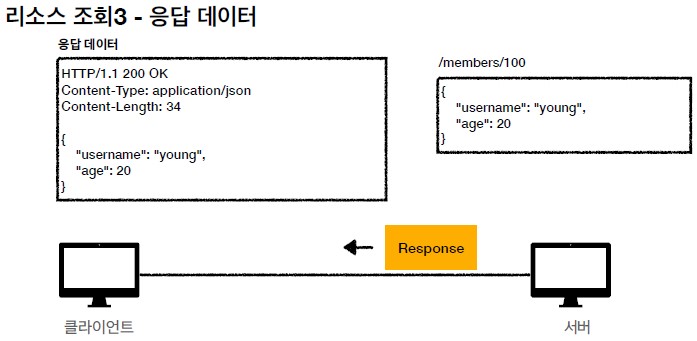 리소스 조회3 - 응답 데이터
응답 데이터
HTTP/1.1 200 OK
Content-Type: application/json
Content-Length: 34
{
"username": "young",
"age": 20
}
/members/100
{
"username": "young",
"age": 20
}
Response
클라이언트
서버